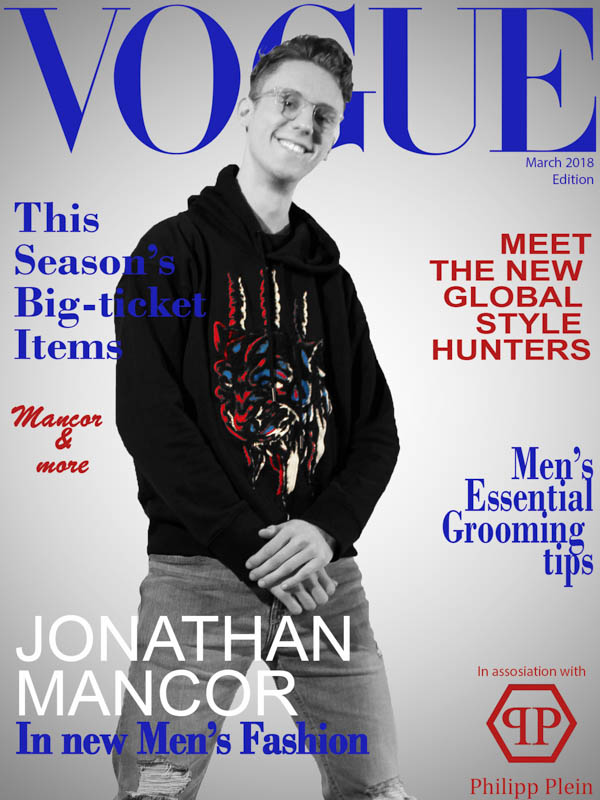 VOGUE
March 2018
Edition
This
Season's
Big-ticket
Items
MEET
THE NEW
GLOBAL
STYLE
HUNTERS
Mancor
&
more
Men's
Essential
Grooming
tips
JONATHAN
MANCOR
In new Men's Fashion
In assosiation with
PP
Philipp Plein